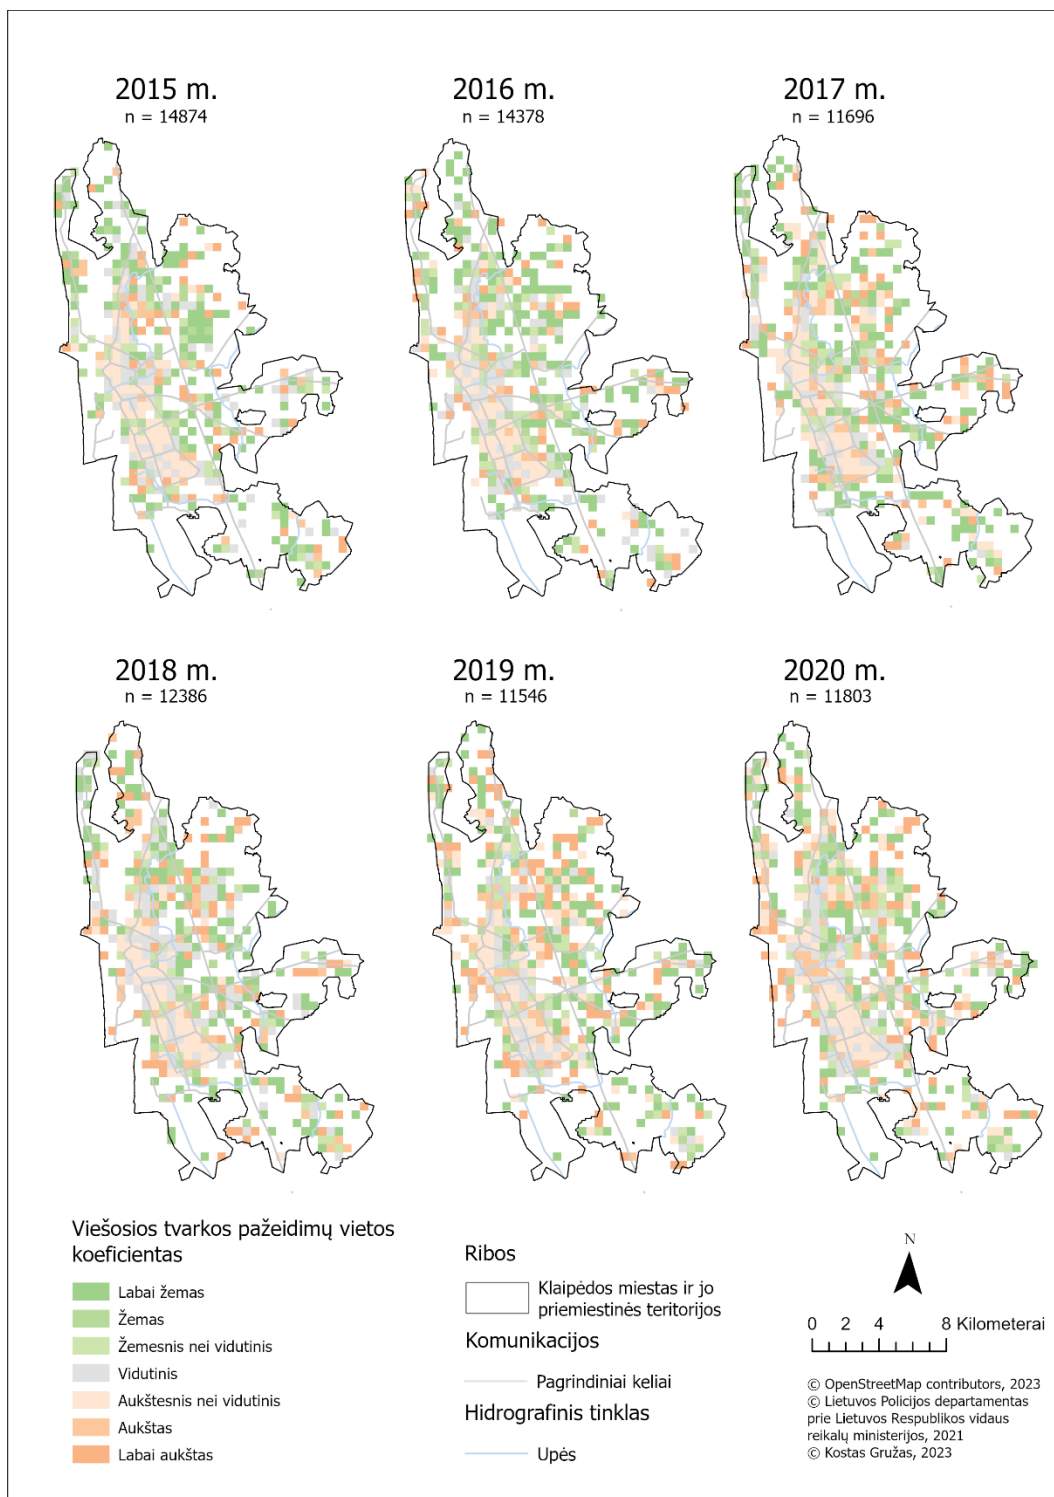 2015 m.
n = 14874
2016 m.
n = 14378
2017 m.
n = 11696
2018 m.
n = 12386
2019 m.
n = 11546
2020 m.
n = 11803
Viešosios tvarkos pažeidimų vietos
koeficientas
Labai žemas
Žemas
Žemesnis nei vidutinis
Vidutinis
Aukštesnis nei vidutinis
Aukštas
Labai aukštas
Ribos
Klaipėdos miestas ir jo
priemiestinės teritorijos
Komunikacijos
Pagrindiniai keliai
Hidrografinis tinklas
Upės
N
0 2 4 8 Kilometerai
© OpenStreetMap contributors, 2023
© Lietuvos Policijos departamentas
prie Lietuvos Respublikos vidaus
reikalų ministerijos, 2021
© Kostas Gružas, 2023